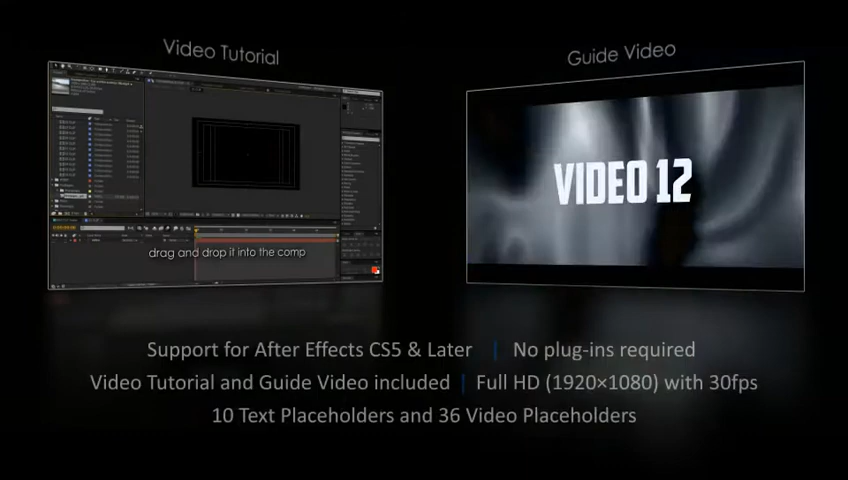 Video Tutorial
Guide Video
VIDEO 12
drag and drop it into the comp
Support for After Effects CS5 & Later | No plug-ins required
Video Tutorial and Guide Video included | Full HD (1920×1080) with 30fps
10 Text Placeholders and 36 Video Placeholders